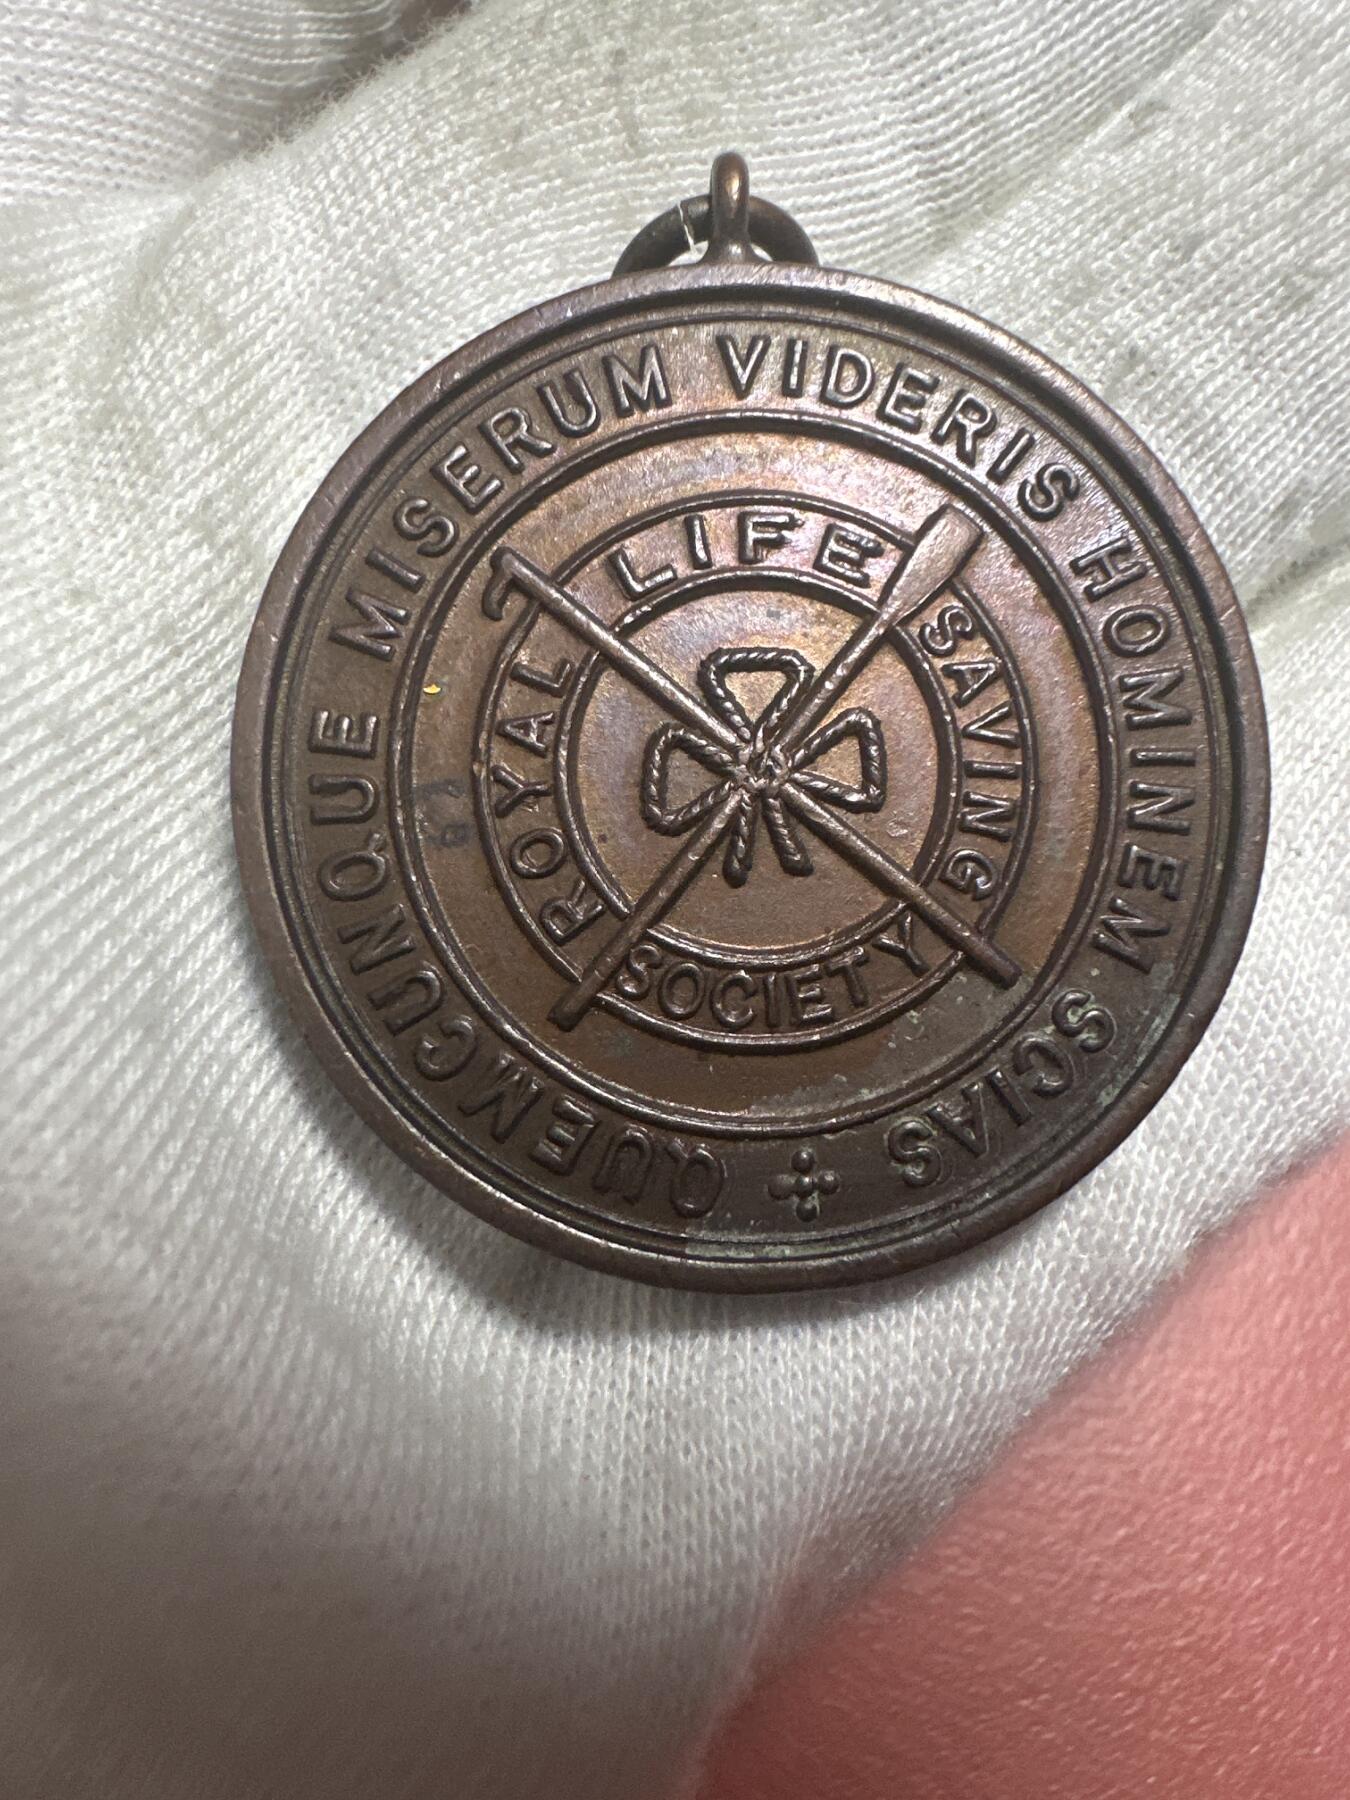 QUEMCUNQUE MISERUM VIDERIS HOMINEM SCIAS
ROYAL LIFE SAVING SOCIETY